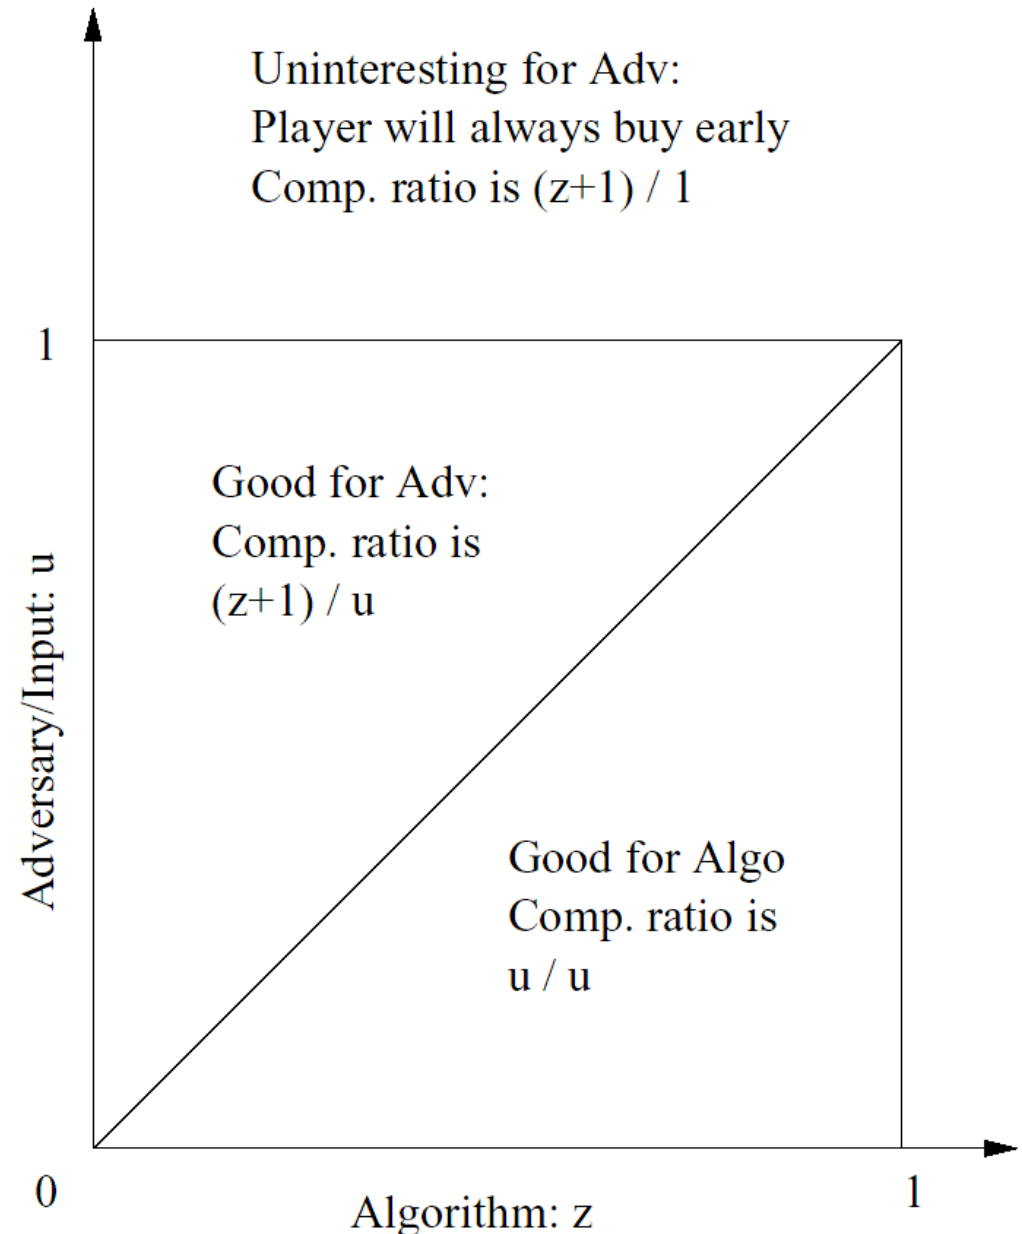 Uninteresting for Adv:
Player will always buy early
Comp. ratio is (z+1) / 1
1
Good for Adv:
Comp. ratio is
(z+1) / u
Adversary/Input: u
Good for Algo
Comp. ratio is
u / u
0
1
Algorithm: z